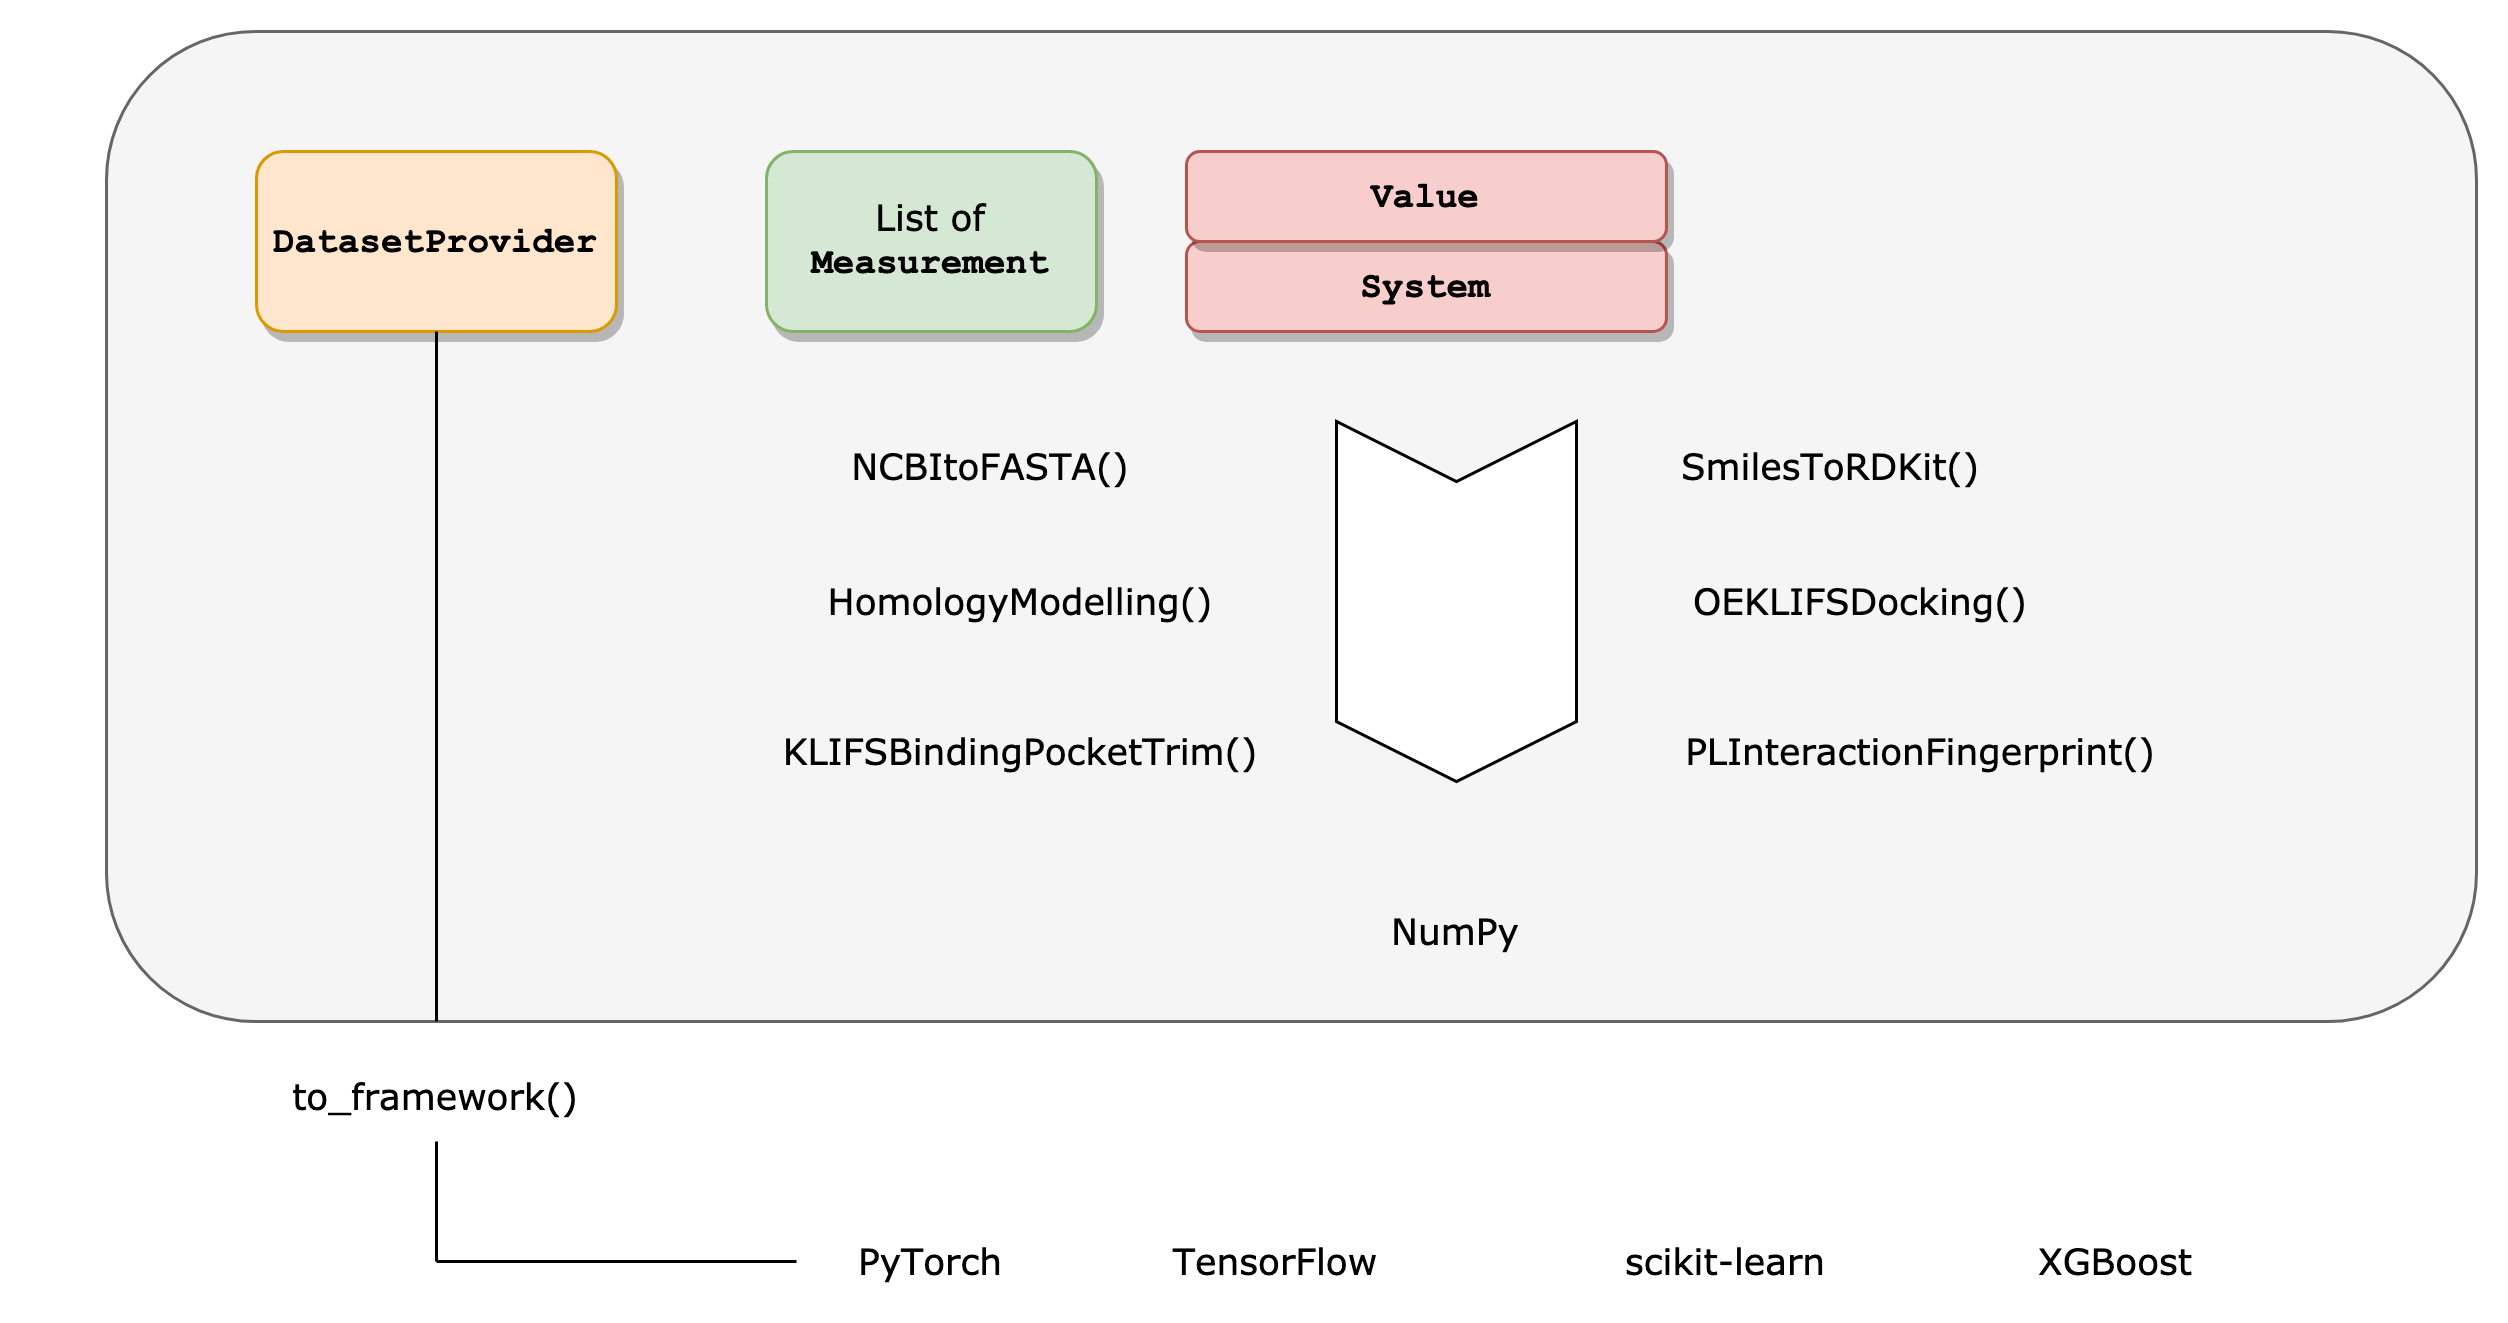 DatasetProvider
List of
Measurement
Value
System
NCBItoFASTA()
SmilesToRDKit()
HomologyModelling()
OEKLIFSDocking()
KLIFSBindingPocketTrim()
PLInteractionFingerprint()
NumPy
to_framework()
PyTorch
TensorFlow
scikit-learn
XGBoost